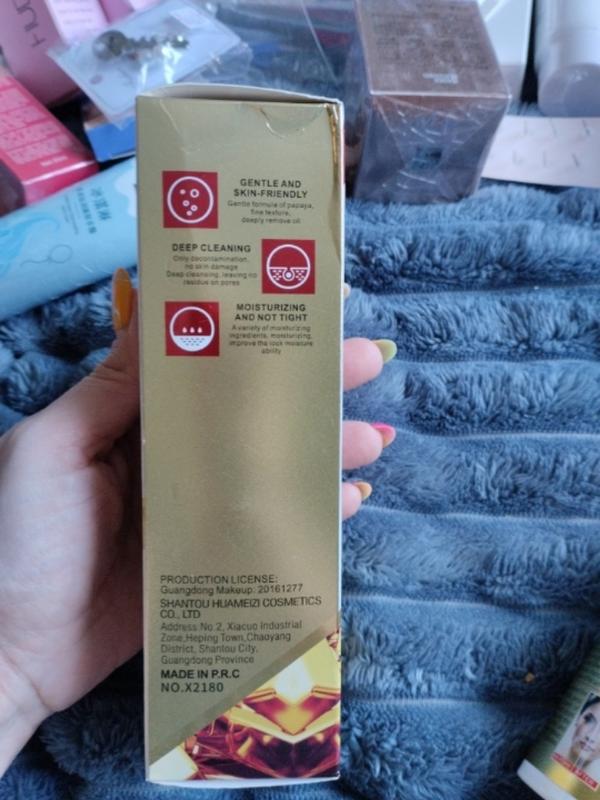 GENTLE AND
SKIN-FRIENDLY
Gentle formula of papaya,
fine texture,
deeply remove oil
DEEP CLEANING
Only decontamination,
no skin damage
Deep cleansing, leaving no
residue on pores
MOISTURIZING
AND NOT TIGHT
A variety of moisturizing
ingredients, moisturizing,
improve the lock moisture
ability
PRODUCTION LICENSE:
Guangdong Makeup: 20161277
SHANTOU HUAMEIZI COSMETICS
CO., LTD
Address:No.2, Xiacuo Industrial
Zone,Heping Town,Chaoyang
District, Shantou City,
Guangdong Province
MADE IN P.R.C
NO.X2180